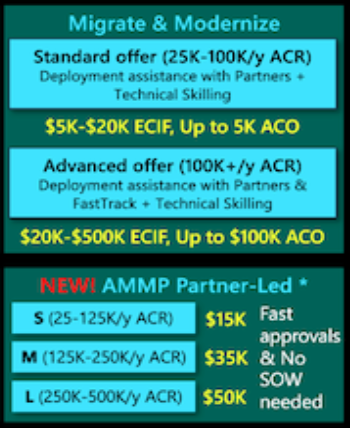 Migrate & Modernize
Standard offer (25K-100K/y ACR)
Deployment assistance with Partners +
Technical Skilling
$5K-$20K ECIF, Up to 5K ACO
Advanced offer (100K+/y ACR)
Deployment assistance with Partners &
FastTrack + Technical Skilling
$20K-$500K ECIF, Up to $100K ACO
NEW! AMMP Partner-Led *
S (25-125K/y ACR) $15K
M (125K-250K/y ACR) $35K
L (250K-500K/y ACR) $50K
Fast
approvals
& No
SOW
needed